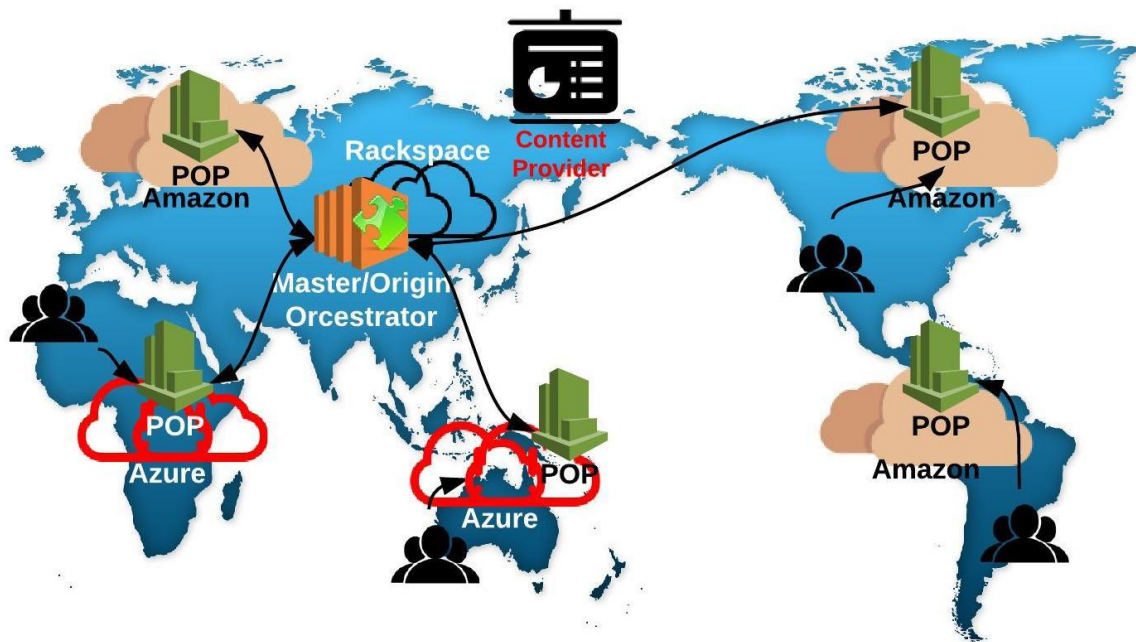 Content
Provider
Rackspace
POP
Amazon
POP
Amazon
Master/Origin
Orcestrator
POP
Azure
POP
Azure
POP
Amazon